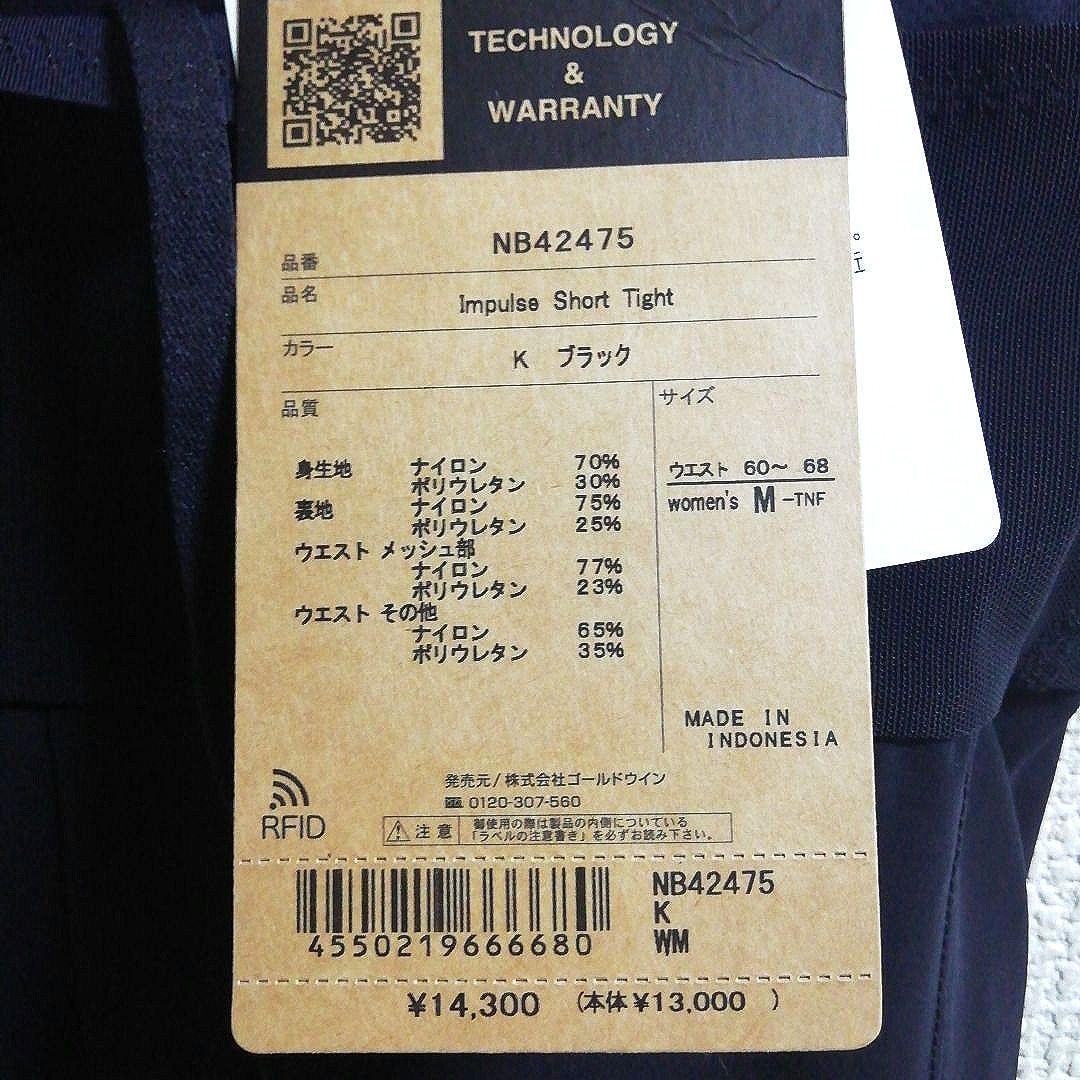 TECHNOLOGY
&
WARRANTY
品番 NB42475
品名 Impulse Short Tight
カラー K ブラック
品質
サイズ
身生地 ナイロン 70%
ポリウレタン 30%
裏地 ナイロン 75%
ポリウレタン 25%
ウエスト メッシュ部
ナイロン 77%
ポリウレタン 23%
ウエスト その他
ナイロン 65%
ポリウレタン 35%
ウエスト 60〜 68
women's M-TNF
MADE IN
INDONESIA
発売元/株式会社ゴールドウイン
0120-307-560
RFID
注意
御使用の際は製品の内側についている
「ラベルの注意書き」を必ずお読み下さい。
4550219666680
NB42475
K
WM
¥14,300 (本体¥13,000 )